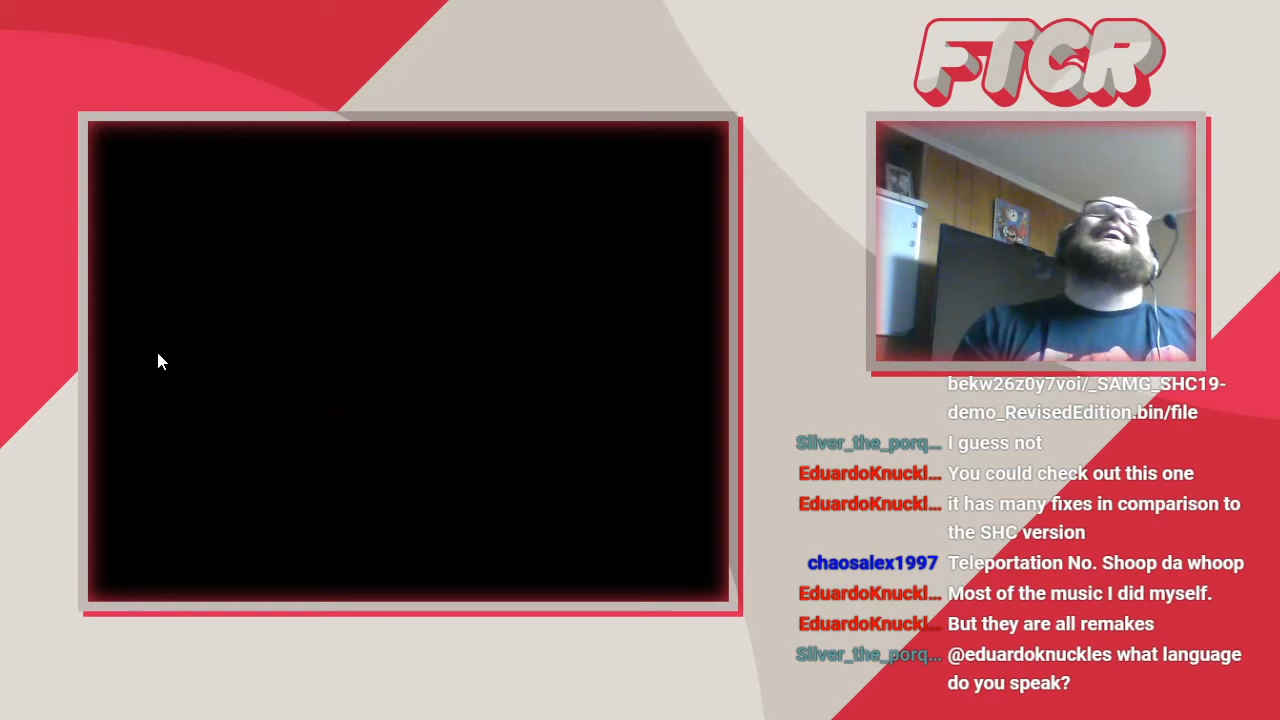 FTCR
bekw26z0y7voi/_SAMG_SHC19-
demo_RevisedEdition.bin/file
Sliver_the_porq... I guess not
EduardoKnuckl... You could check out this one
EduardoKnuckl... it has many fixes in comparison to
the SHC version
chaosalex1997 Teleportation No. Shoop da whoop
EduardoKnuckl... Most of the music I did myself.
EduardoKnuckl... But they are all remakes
Sliver_the_porq... @eduardoknuckles what language
do you speak?